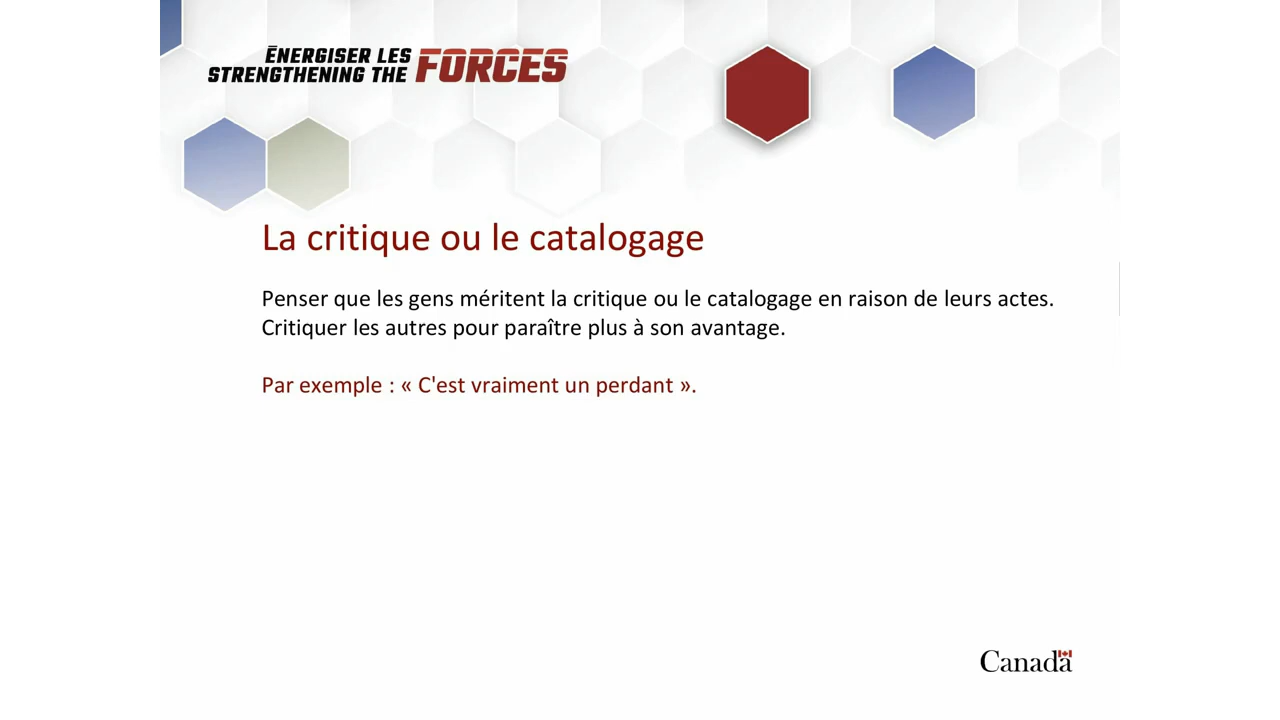 ÉNERGISER LES
STRENGTHENING THE FORCES
La critique ou le catalogage
Penser que les gens méritent la critique ou le catalogage en raison de leurs actes.
Critiquer les autres pour paraître plus à son avantage.
Par exemple : « C'est vraiment un perdant ».
Canada